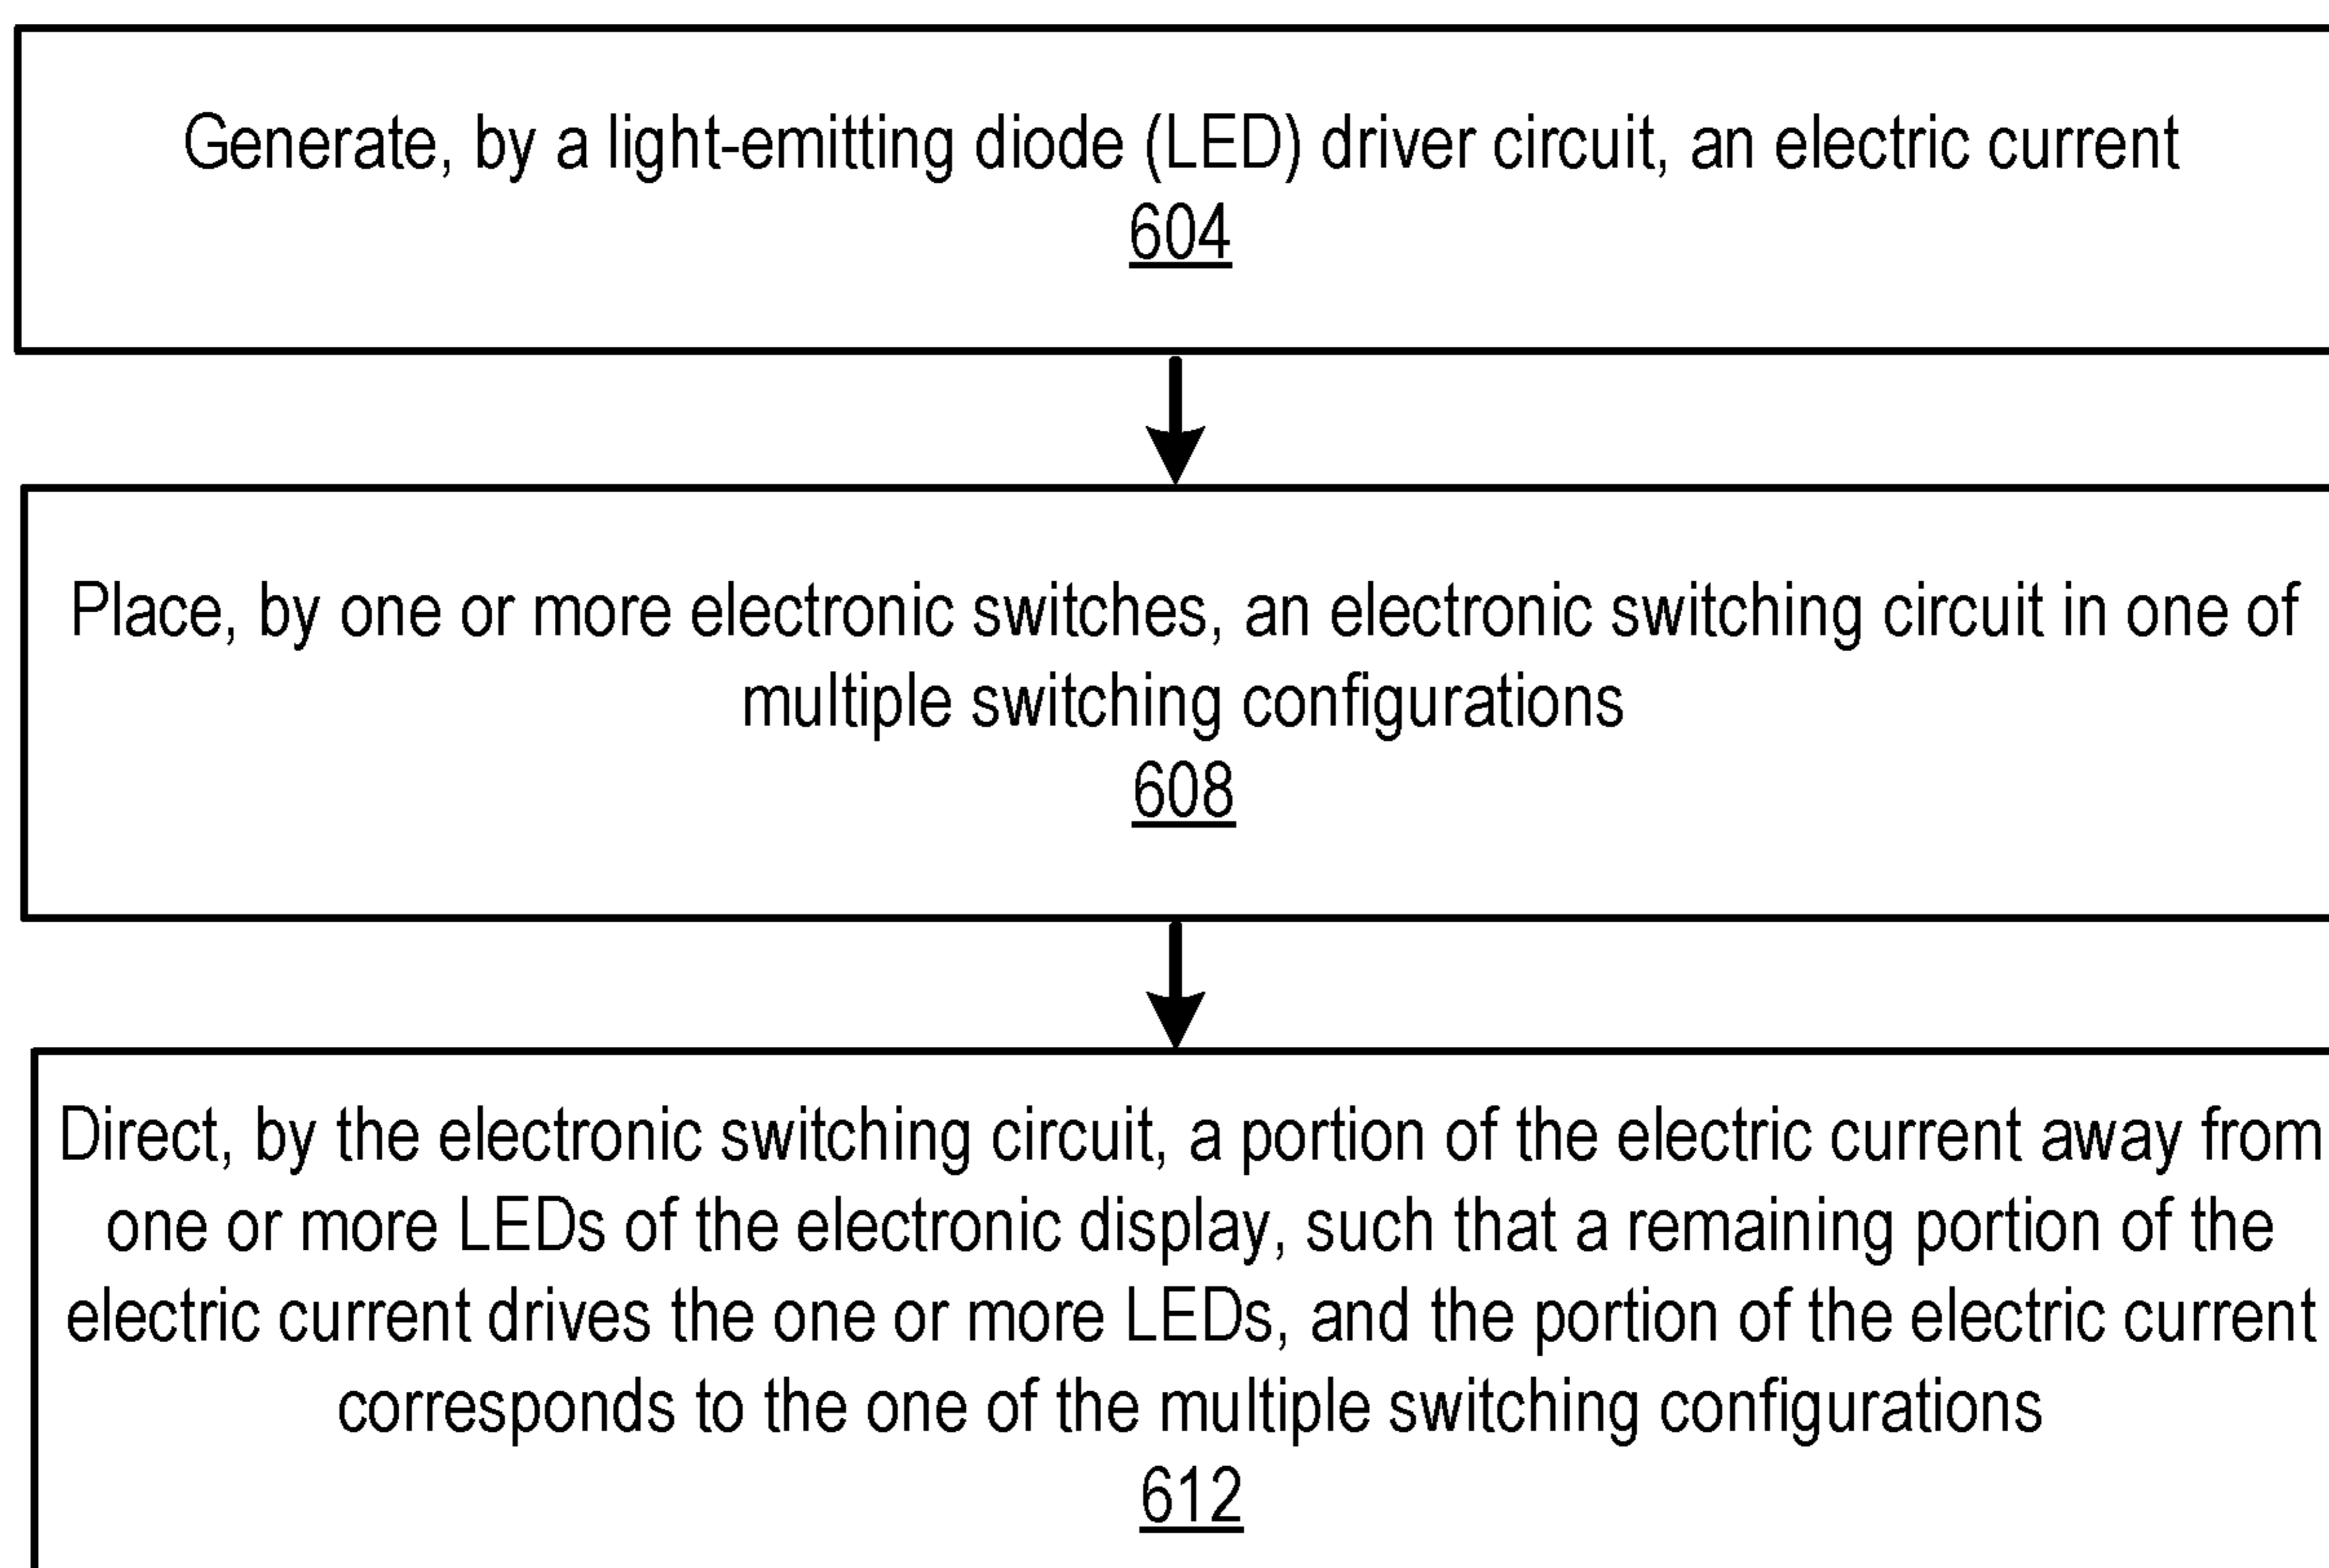 Generate, by a light-emitting diode (LED) driver circuit, an electric current
604
Place, by one or more electronic switches, an electronic switching circuit in one of
multiple switching configurations
608
Direct, by the electronic switching circuit, a portion of the electric current away from
one or more LEDs of the electronic display, such that a remaining portion of the
electric current drives the one or more LEDs, and the portion of the electric current
corresponds to the one of the multiple switching configurations
612